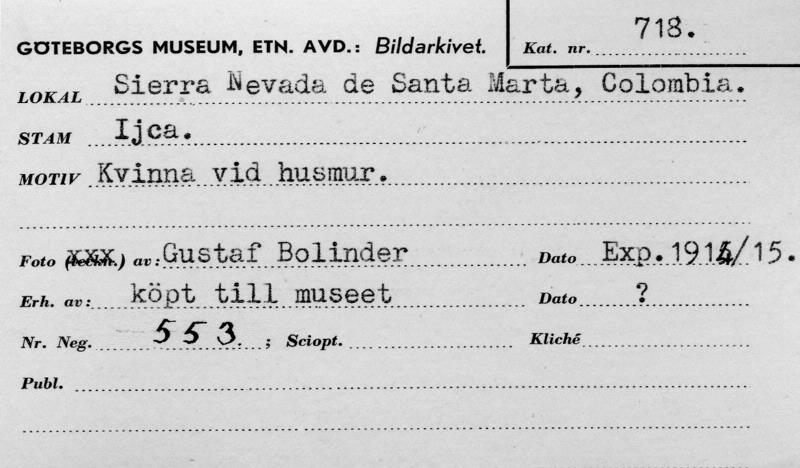 GÖTEBORGS MUSEUM, ETN. AVD.: Bildarkivet.
Kat. nr. 718.
LOKAL Sierra Nevada de Santa Marta, Colombia.
STAM Ijca.
MOTIV Kvinna vid husmur.
Foto (teckn.) av: Gustaf Bolinder Dato Exp. 1914/15.
Erh. av: köpt till museet Dato ?
Nr. Neg. 553. ; Sciopt. Kliché
Publ.